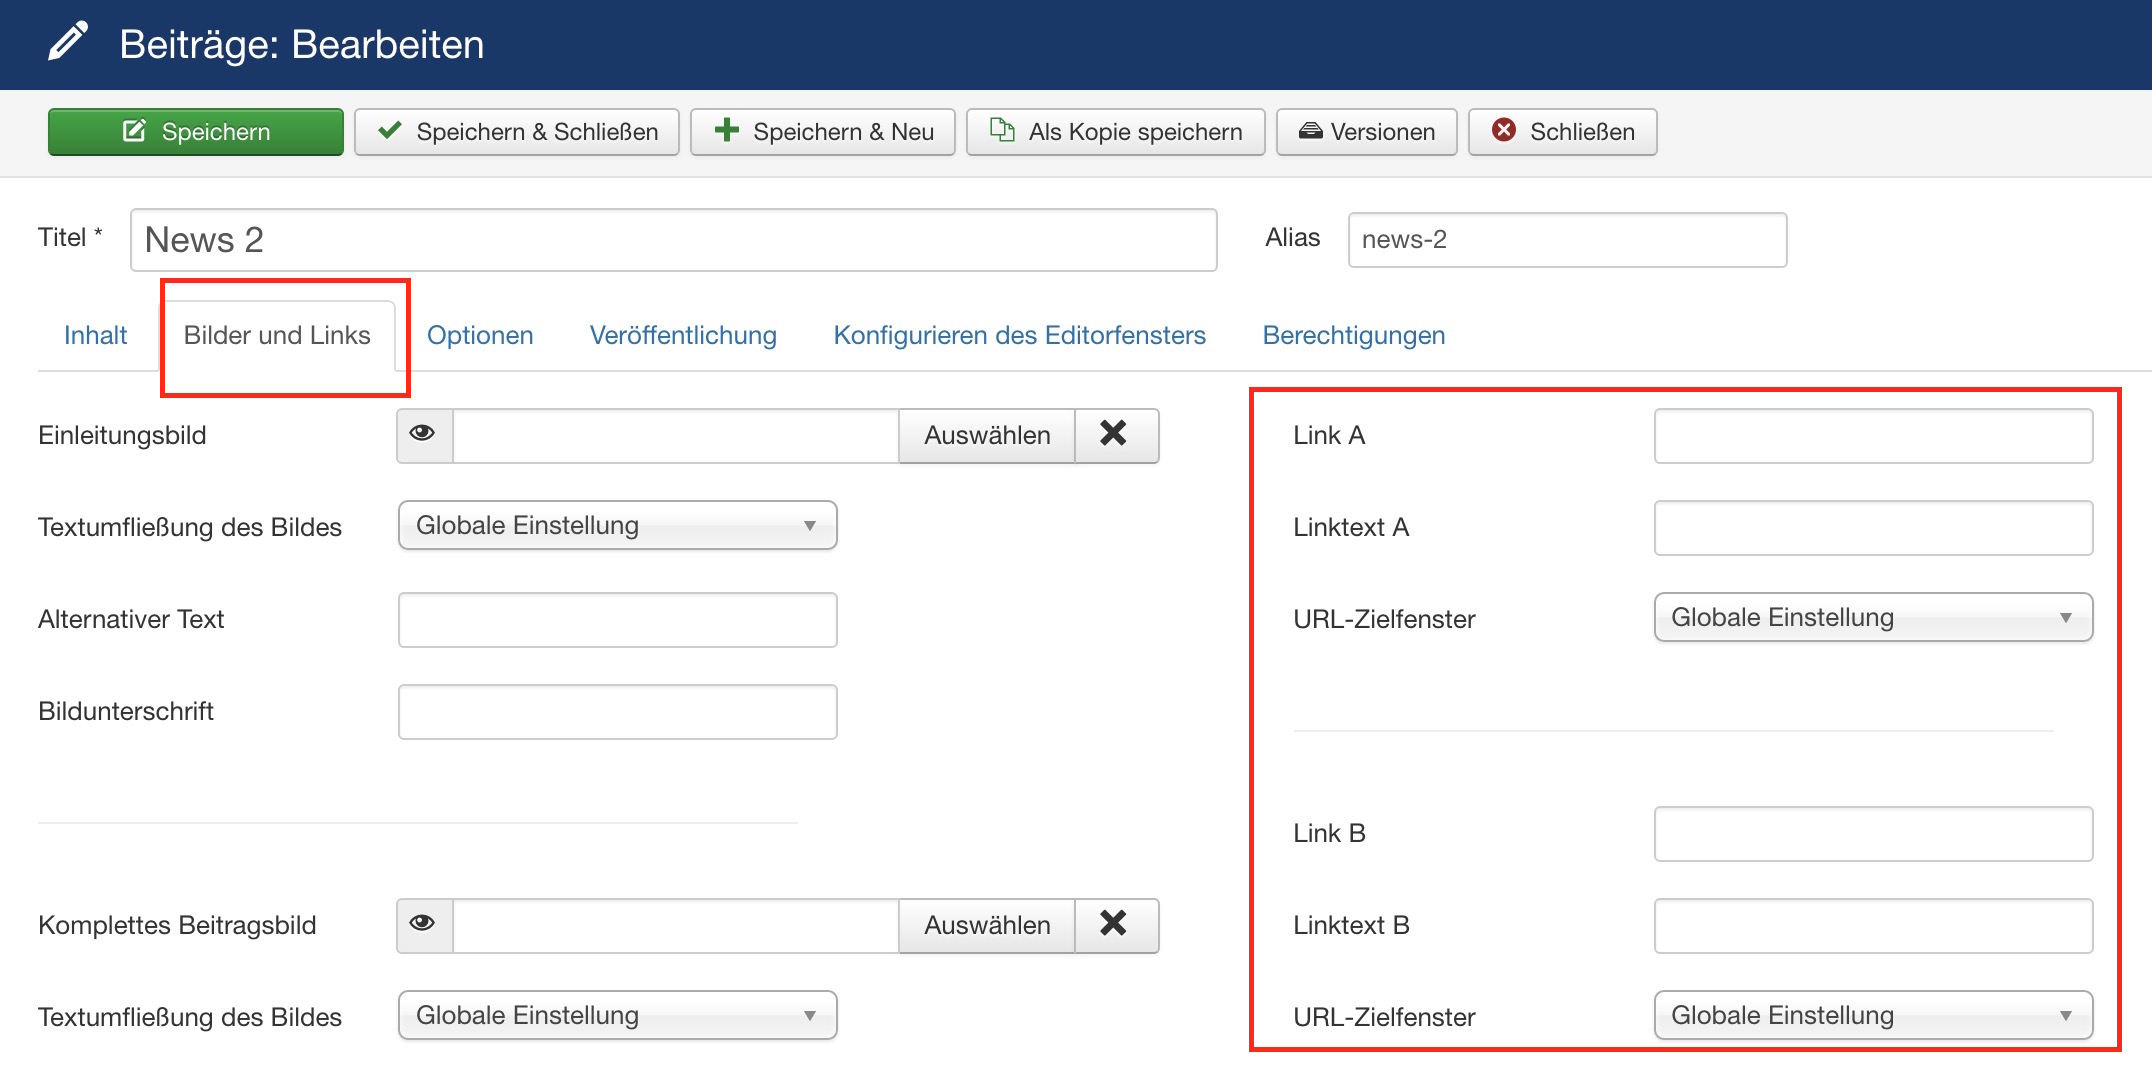 Beiträge: Bearbeiten
Speichern Speichern & Schließen Speichern & Neu Als Kopie speichern Versionen Schließen
Titel * News 2 Alias news-2
Inhalt Bilder und Links Optionen Veröffentlichung Konfigurieren des Editorfensters Berechtigungen
Einleitungsbild Auswählen
Textumfließung des Bildes Globale Einstellung
Alternativer Text
Bildunterschrift
Komplettes Beitragsbild Auswählen
Textumfließung des Bildes Globale Einstellung
Link A
Linktext A
URL-Zielfenster Globale Einstellung
Link B
Linktext B
URL-Zielfenster Globale Einstellung